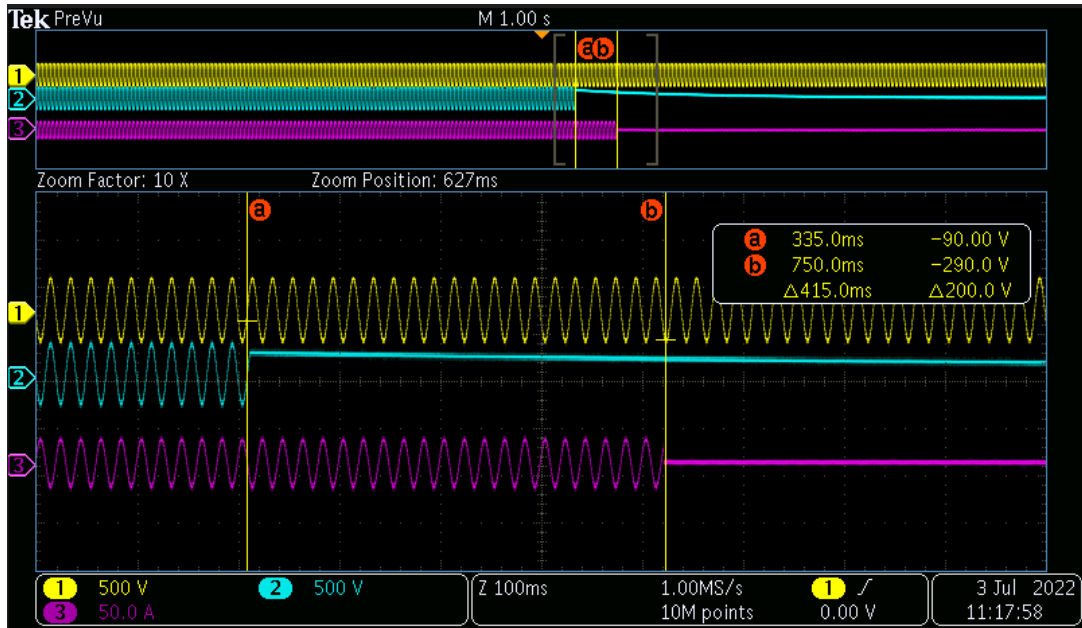 Tek PreVu M 1.00 s
a b
1
2
3
Zoom Factor: 10 X Zoom Position: 627ms
a b
a 335.0ms −90.00 V
b 750.0ms −290.0 V
△415.0ms △200.0 V
1
2
3
1 500 V 2 500 V Z 100ms 1.00MS/s 1 3 Jul 2022
3 50.0 A 10M points 0.00 V 11:17:58